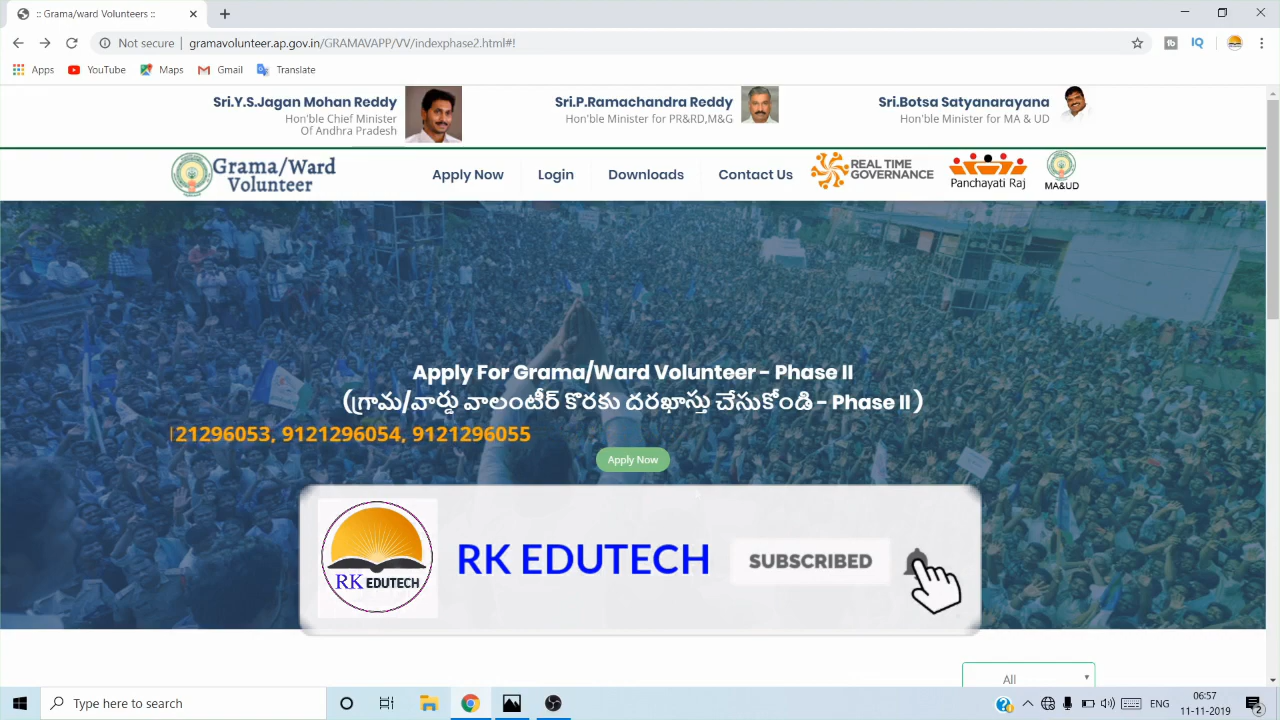 :: Grama/ward Volunteers ::
Not secure | gramavolunteer.ap.gov.in/GRAMAVAPP/VV/indexphase2.html#!
Apps YouTube Maps Gmail Translate
Sri.Y.S.Jagan Mohan Reddy
Hon'ble Chief Minister
Of Andhra Pradesh
Sri.P.Ramachandra Reddy
Hon'ble Minister for PR&RD,M&G
Sri.Botsa Satyanarayana
Hon'ble Minister for MA & UD
Grama/Ward
Volunteer
Apply Now Login Downloads Contact Us
REAL TIME
GOVERNANCE
Panchayati Raj
MA&UD
Apply For Grama/Ward Volunteer - Phase II
(గ్రామ/వార్డు వాలంటీర్ కొరకు దరఖాస్తు చేసుకోండి - Phase II )
21296053, 9121296054, 9121296055
Apply Now
RK EDUTECH
RK EDUTECH
SUBSCRIBED
All
Type here to search
ENG
06:57
11-11-2019
2